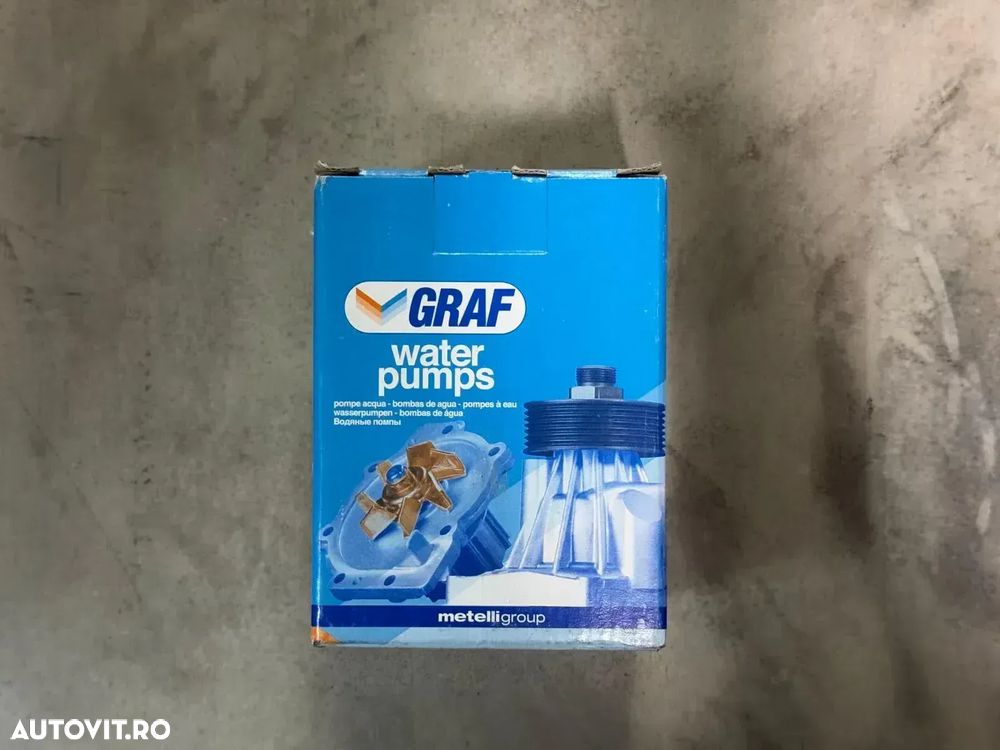 GRAF
water
pumps
pompe acqua - bombas de agua - pompes à eau
wasserpumpen - bombas de água
Водяные помпы
metelligroup
AUTOVIT.RO